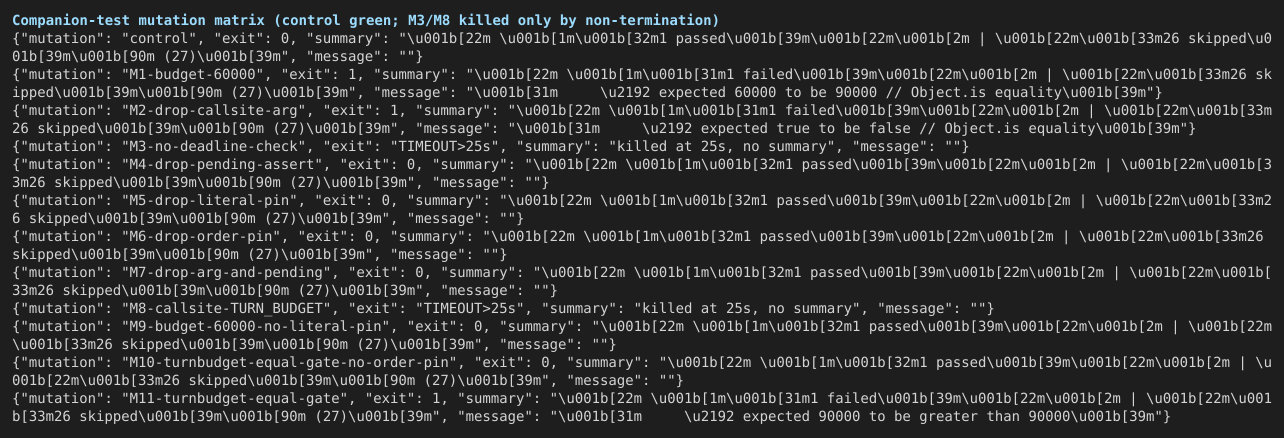 Companion-test mutation matrix (control green; M3/M8 killed only by non-termination)
{"mutation": "control", "exit": 0, "summary": "\u001b[22m \u001b[1m\u001b[32m1 passed\u001b[39m\u001b[22m\u001b[2m | \u001b[22m\u001b[33m26 skipped\u0
01b[39m\u001b[90m (27)\u001b[39m", "message": ""}
{"mutation": "M1-budget-60000", "exit": 1, "summary": "\u001b[22m \u001b[1m\u001b[31m1 failed\u001b[39m\u001b[22m\u001b[2m | \u001b[22m\u001b[33m26 sk
ipped\u001b[39m\u001b[90m (27)\u001b[39m", "message": "\u001b[31m     \u2192 expected 60000 to be 90000 // Object.is equality\u001b[39m"}
{"mutation": "M2-drop-callsite-arg", "exit": 1, "summary": "\u001b[22m \u001b[1m\u001b[31m1 failed\u001b[39m\u001b[22m\u001b[2m | \u001b[22m\u001b[33m
26 skipped\u001b[39m\u001b[90m (27)\u001b[39m", "message": "\u001b[31m     \u2192 expected true to be false // Object.is equality\u001b[39m"}
{"mutation": "M3-no-deadline-check", "exit": "TIMEOUT>25s", "summary": "killed at 25s, no summary", "message": ""}
{"mutation": "M4-drop-pending-assert", "exit": 0, "summary": "\u001b[22m \u001b[1m\u001b[32m1 passed\u001b[39m\u001b[22m\u001b[2m | \u001b[22m\u001b[3
3m26 skipped\u001b[39m\u001b[90m (27)\u001b[39m", "message": ""}
{"mutation": "M5-drop-literal-pin", "exit": 0, "summary": "\u001b[22m \u001b[1m\u001b[32m1 passed\u001b[39m\u001b[22m\u001b[2m | \u001b[22m\u001b[33m2
6 skipped\u001b[39m\u001b[90m (27)\u001b[39m", "message": ""}
{"mutation": "M6-drop-order-pin", "exit": 0, "summary": "\u001b[22m \u001b[1m\u001b[32m1 passed\u001b[39m\u001b[22m\u001b[2m | \u001b[22m\u001b[33m26
skipped\u001b[39m\u001b[90m (27)\u001b[39m", "message": ""}
{"mutation": "M7-drop-arg-and-pending", "exit": 0, "summary": "\u001b[22m \u001b[1m\u001b[32m1 passed\u001b[39m\u001b[22m\u001b[2m | \u001b[22m\u001b[
33m26 skipped\u001b[39m\u001b[90m (27)\u001b[39m", "message": ""}
{"mutation": "M8-callsite-TURN_BUDGET", "exit": "TIMEOUT>25s", "summary": "killed at 25s, no summary", "message": ""}
{"mutation": "M9-budget-60000-no-literal-pin", "exit": 0, "summary": "\u001b[22m \u001b[1m\u001b[32m1 passed\u001b[39m\u001b[22m\u001b[2m | \u001b[22m
\u001b[33m26 skipped\u001b[39m\u001b[90m (27)\u001b[39m", "message": ""}
{"mutation": "M10-turnbudget-equal-gate-no-order-pin", "exit": 0, "summary": "\u001b[22m \u001b[1m\u001b[32m1 passed\u001b[39m\u001b[22m\u001b[2m | \u
001b[22m\u001b[33m26 skipped\u001b[39m\u001b[90m (27)\u001b[39m", "message": ""}
{"mutation": "M11-turnbudget-equal-gate", "exit": 1, "summary": "\u001b[22m \u001b[1m\u001b[31m1 failed\u001b[39m\u001b[22m\u001b[2m | \u001b[22m\u001
b[33m26 skipped\u001b[39m\u001b[90m (27)\u001b[39m", "message": "\u001b[31m     \u2192 expected 90000 to be greater than 90000\u001b[39m"}